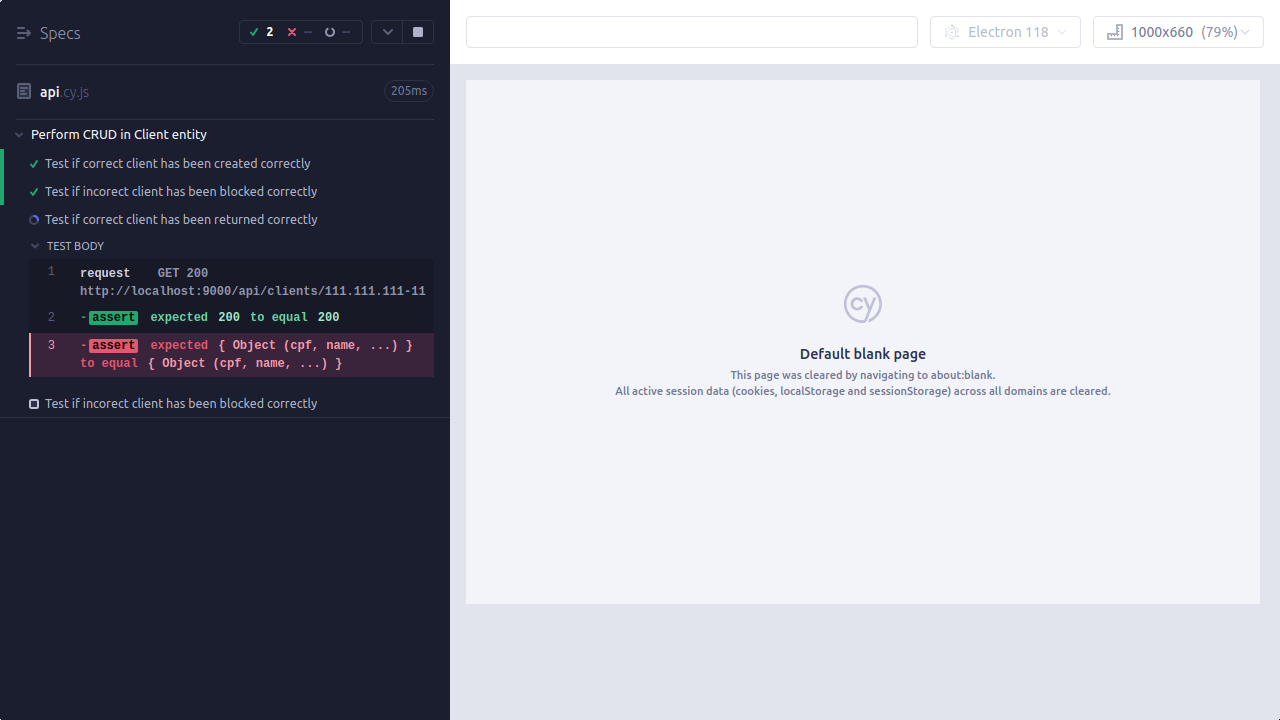 Specs
2
--
--
Electron 118
1000x660 (79%)
api.cy.js
205ms
Perform CRUD in Client entity
Test if correct client has been created correctly
Test if incorect client has been blocked correctly
Test if correct client has been returned correctly
TEST BODY
1 request GET 200
http://localhost:9000/api/clients/111.111.111-11
2 -assert expected 200 to equal 200
3 -assert expected { Object (cpf, name, ...) }
to equal { Object (cpf, name, ...) }
Test if incorect client has been blocked correctly
cy
Default blank page
This page was cleared by navigating to about:blank.
All active session data (cookies, localStorage and sessionStorage) across all domains are cleared.